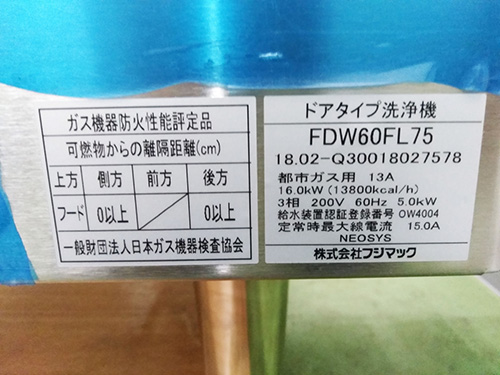 ガス機器防火性能評定品
可燃物からの離隔距離(cm)
上方 側方 前方 後方
フード 0以上 0以上
一般財団法人日本ガス機器検査協会
ドアタイプ洗浄機
FDW60FL75
18.02-Q30018027578
都市ガス用 13A
16.0kW (13800kcal/h)
3相 200V 60Hz 5.0kW
給水装置認証登録番号 OW4004
定常時最大線電流 15.0A
NEOSYS
株式会社フジマック